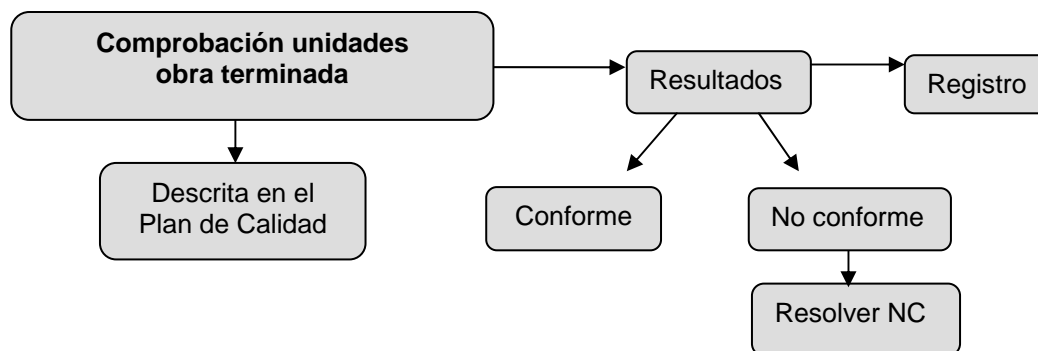 Comprobación unidades
obra terminada
Resultados
Registro
Descrita en el
Plan de Calidad
Conforme
No conforme
Resolver NC